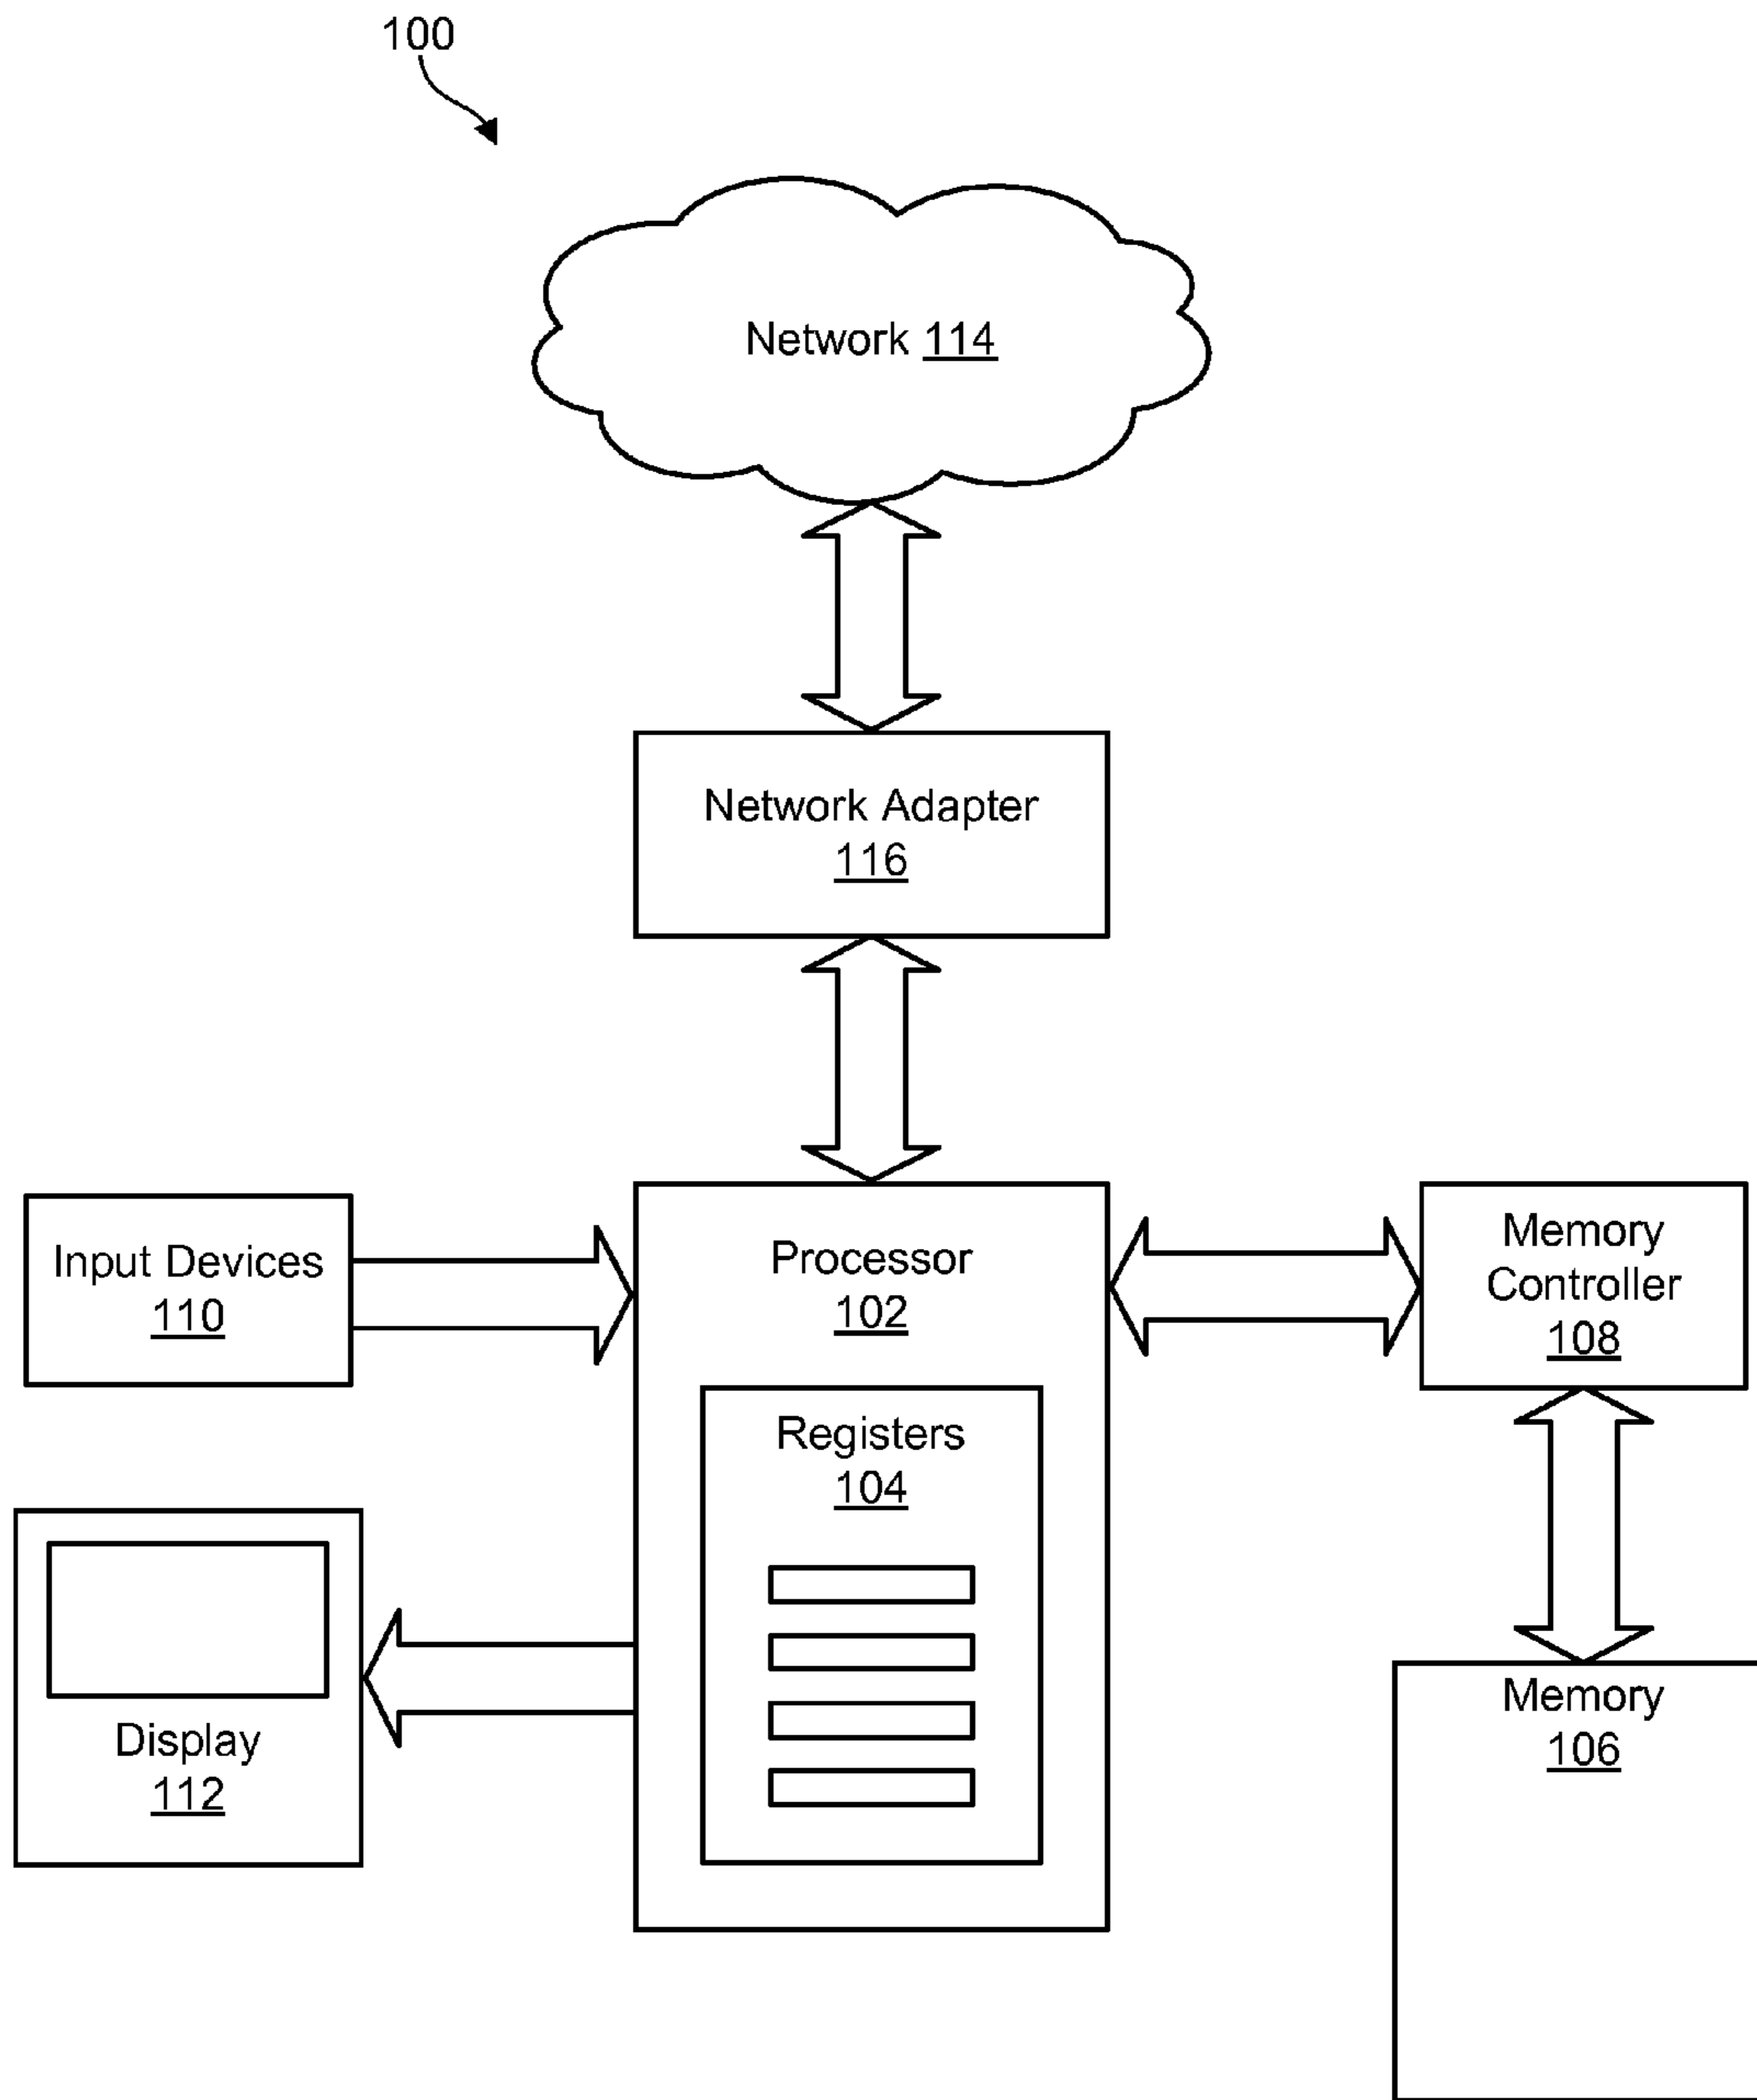 100
Network 114
Network Adapter
116
Input Devices
110
Processor
102
Memory
Controller
108
Registers
104
Display
112
Memory
106